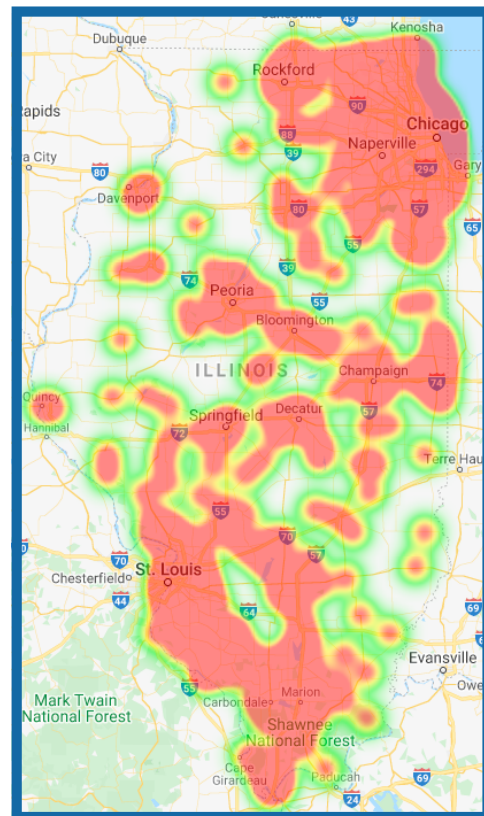 43
Kenosha
Dubuque
Rockford
90
Chicago
88
Naperville
39
294
Gary
80
Davenport
80
57
65
55
74
39
Peoria
55
Bloomington
ILLINOIS
Champaign
74
Quincy
57
Springfield
Decatur
Hannibal
72
Terre Hau
55
70
57
70
St. Louis
Chesterfield
44
64
69
Evansville
Owe
55
Mark Twain
National Forest
Carbondale
Marion
Shawnee
National Forest
Cape
Girardeau
Paducah
69
24